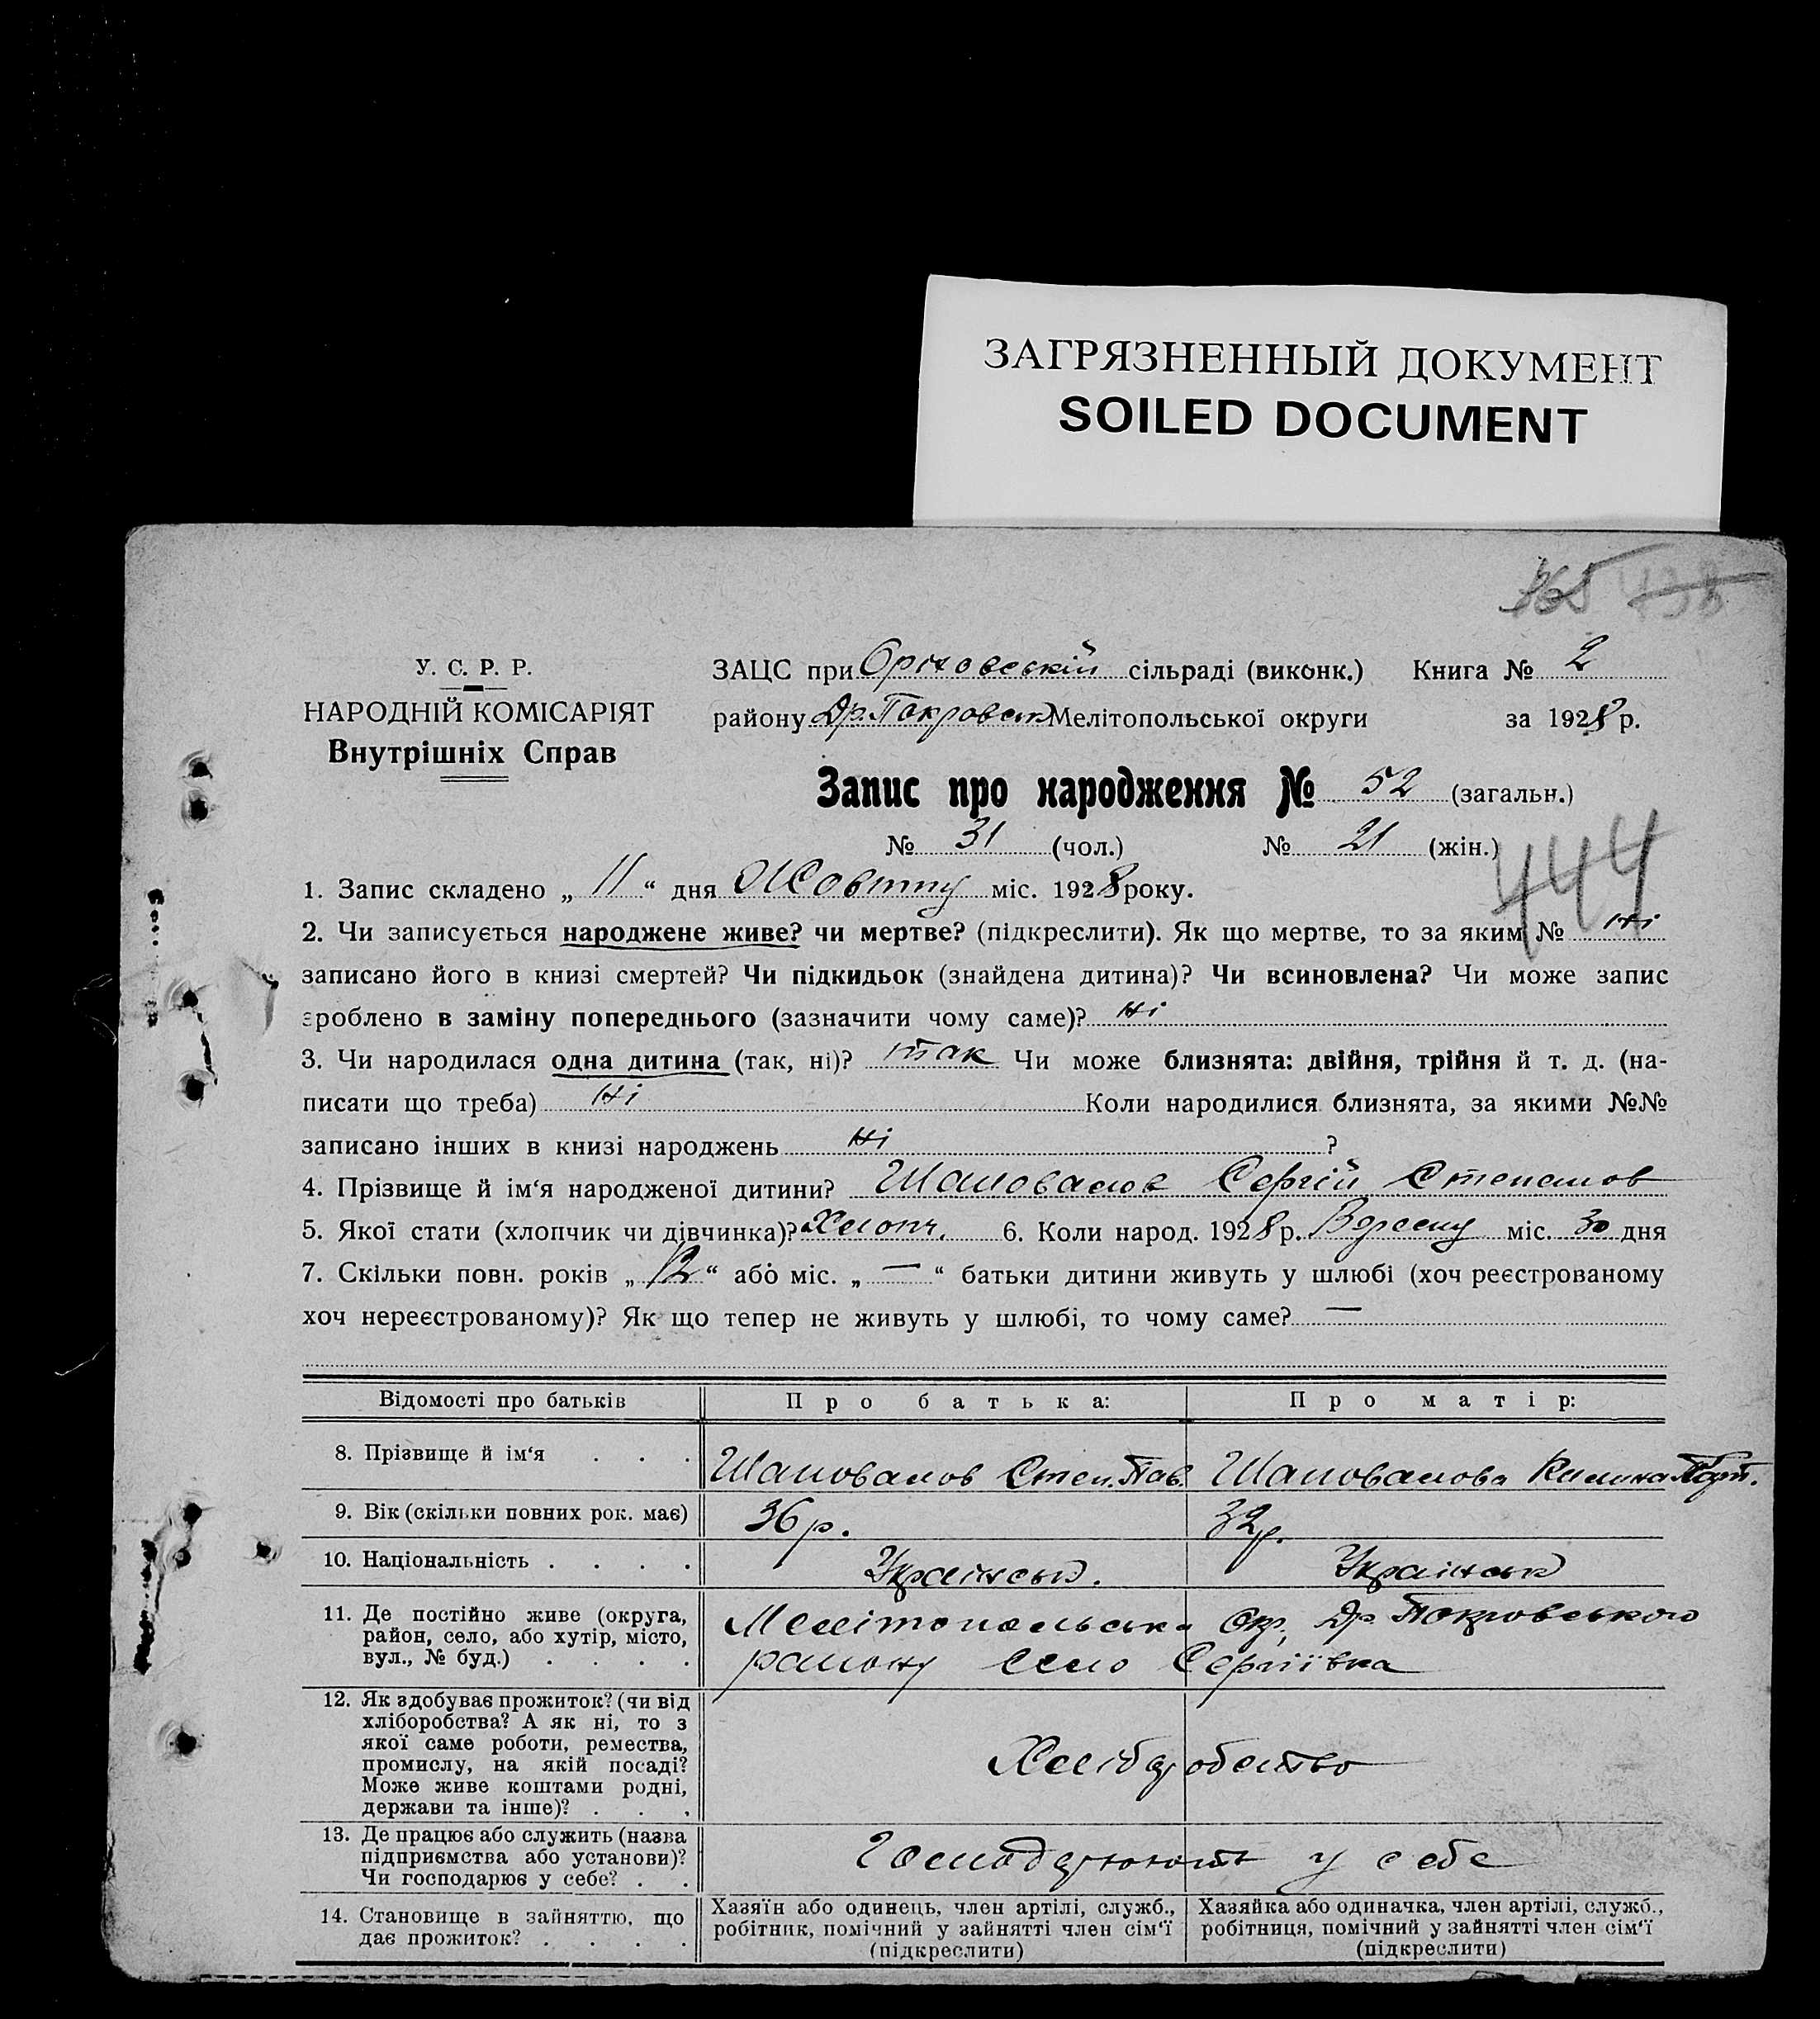 ЗАГРЯЗНЕННЫЙ ДОКУМЕНТ
SOILED DOCUMENT
165 438
У. С. Р. Р.
НАРОДНІЙ КОМІСАРІЯТ
Внутрішніх Справ
ЗАЦС при Оріховській сільраді (виконк.) Книга № 2
району Др. Покровськ Мелітопольської округи за 1928 р.
Запис про народження № 52 (загальн.)
№ 31 (чол.) № 21 (жін.)
444
1. Запис складено „ 11 “ дня Жовтну міс. 1928 року.
2. Чи записується народжене живе? чи мертве? (підкреслити). Як що мертве, то за яким № ні
записано його в книзі смертей? Чи підкидьок (знайдена дитина)? Чи всиновлена? Чи може запис
зроблено в заміну попереднього (зазначити чому саме)? ні
3. Чи народилася одна дитина (так, ні)? так Чи може близнята: двійня, трійня й т. д. (на-
писати що треба) ні Коли народилися близнята, за якими №№
записано інших в книзі народжень ні ?
4. Прізвище й ім'я народженої дитини? Шаповалов Сергій Степанов
5. Якої стати (хлопчик чи дівчинка)? Хлопч. 6. Коли народ. 1928 р. Вересну міс. 30 дня
7. Скільки повн. років „ 12 “ або міс. „ — “ батьки дитини живуть у шлюбі (хоч реєстрованому
хоч нереєстрованому)? Як що тепер не живуть у шлюбі, то чому саме? —
Відомості про батьків Про батька: Про матір:
8. Прізвище й ім'я . . . Шаповалов Степ. Пав. Шаповалова Килина Парт.
9. Вік (скільки повних рок. має) 36 р. 32 р.
10. Національність . . . . Українськ. Українськ
11. Де постійно живе (округа,
район, село, або хутір, місто,
вул., № буд.) . . . .
Мелітопольська Окр, Др. Покровського
району село Сергіївка
12. Як здобуває прожиток? (чи від
хліборобства? А як ні, то з
якої саме роботи, ремества,
промислу, на якій посаді?
Може живе коштами родні,
держави та інше)? . . .
Хлібробство
13. Де працює або служить (назва
підприємства або установи)?
Чи господарює у себе? . .
Господрюють у себе
14. Становище в зайняттю, що
дає прожиток? . . . .
Хазяїн або одинець, член артілі, служб.,
робітник, помічний у зайнятті член сім'ї
(підкреслити)
Хазяйка або одиначка, член артілі, служб.,
робітниця, помічний у зайнятті член сім'ї
(підкреслити)